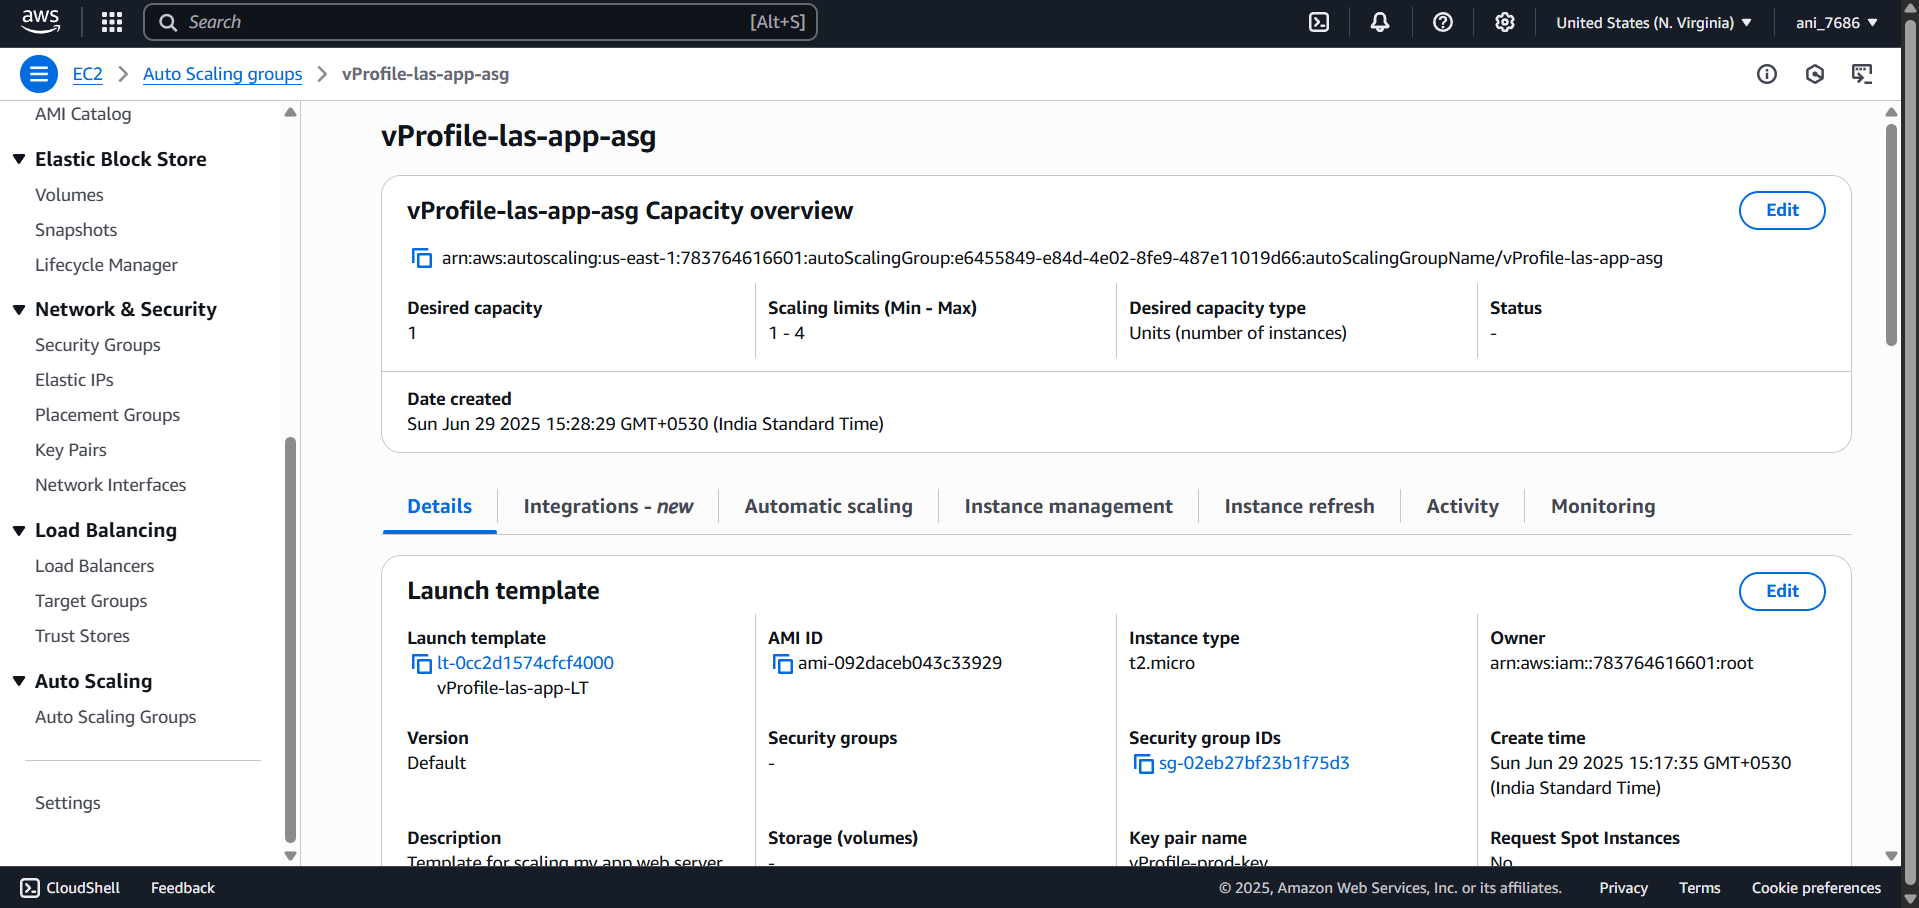 aws
Search [Alt+S]
United States (N. Virginia)
ani_7686
EC2
Auto Scaling groups
vProfile-las-app-asg
AMI Catalog
Elastic Block Store
Volumes
Snapshots
Lifecycle Manager
Network & Security
Security Groups
Elastic IPs
Placement Groups
Key Pairs
Network Interfaces
Load Balancing
Load Balancers
Target Groups
Trust Stores
Auto Scaling
Auto Scaling Groups
Settings
vProfile-las-app-asg
vProfile-las-app-asg Capacity overview
Edit
arn:aws:autoscaling:us-east-1:783764616601:autoScalingGroup:e6455849-e84d-4e02-8fe9-487e11019d66:autoScalingGroupName/vProfile-las-app-asg
Desired capacity
1
Scaling limits (Min - Max)
1 - 4
Desired capacity type
Units (number of instances)
Status
-
Date created
Sun Jun 29 2025 15:28:29 GMT+0530 (India Standard Time)
Details
Integrations - new
Automatic scaling
Instance management
Instance refresh
Activity
Monitoring
Launch template
Edit
Launch template
lt-0cc2d1574cfcf4000
vProfile-las-app-LT
AMI ID
ami-092daceb043c33929
Instance type
t2.micro
Owner
arn:aws:iam::783764616601:root
Version
Default
Security groups
-
Security group IDs
sg-02eb27bf23b1f75d3
Create time
Sun Jun 29 2025 15:17:35 GMT+0530
(India Standard Time)
Description
Template for scaling my app web server
Storage (volumes)
-
Key pair name
vProfile-prod-key
Request Spot Instances
No
CloudShell
Feedback
© 2025, Amazon Web Services, Inc. or its affiliates.
Privacy
Terms
Cookie preferences